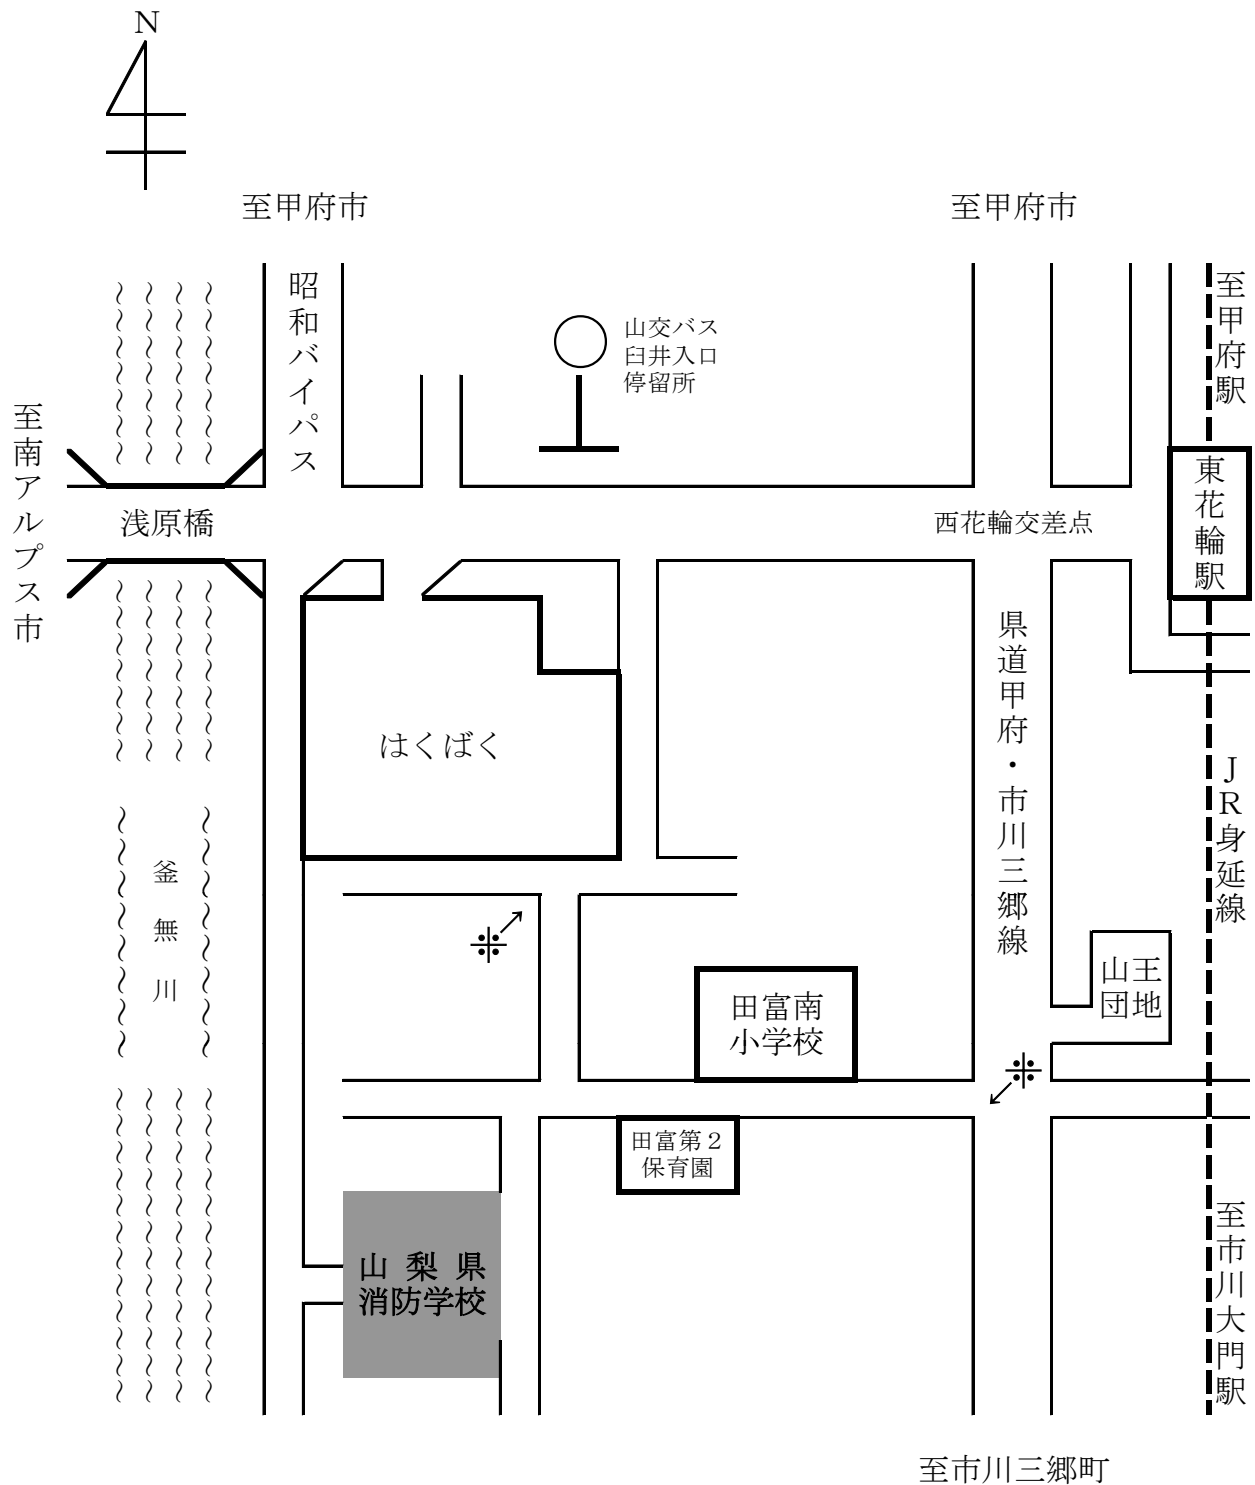 N
至甲府市
至甲府市
昭和バイパス
山交バス
臼井入口
停留所
至甲府駅
至南アルプス市
浅原橋
西花輪交差点
東花輪駅
県道甲府・市川三郷線
はくばく
JR身延線
釜無川
山王
団地
田富南
小学校
田富第2
保育園
山梨県
消防学校
至市川大門駅
至市川三郷町